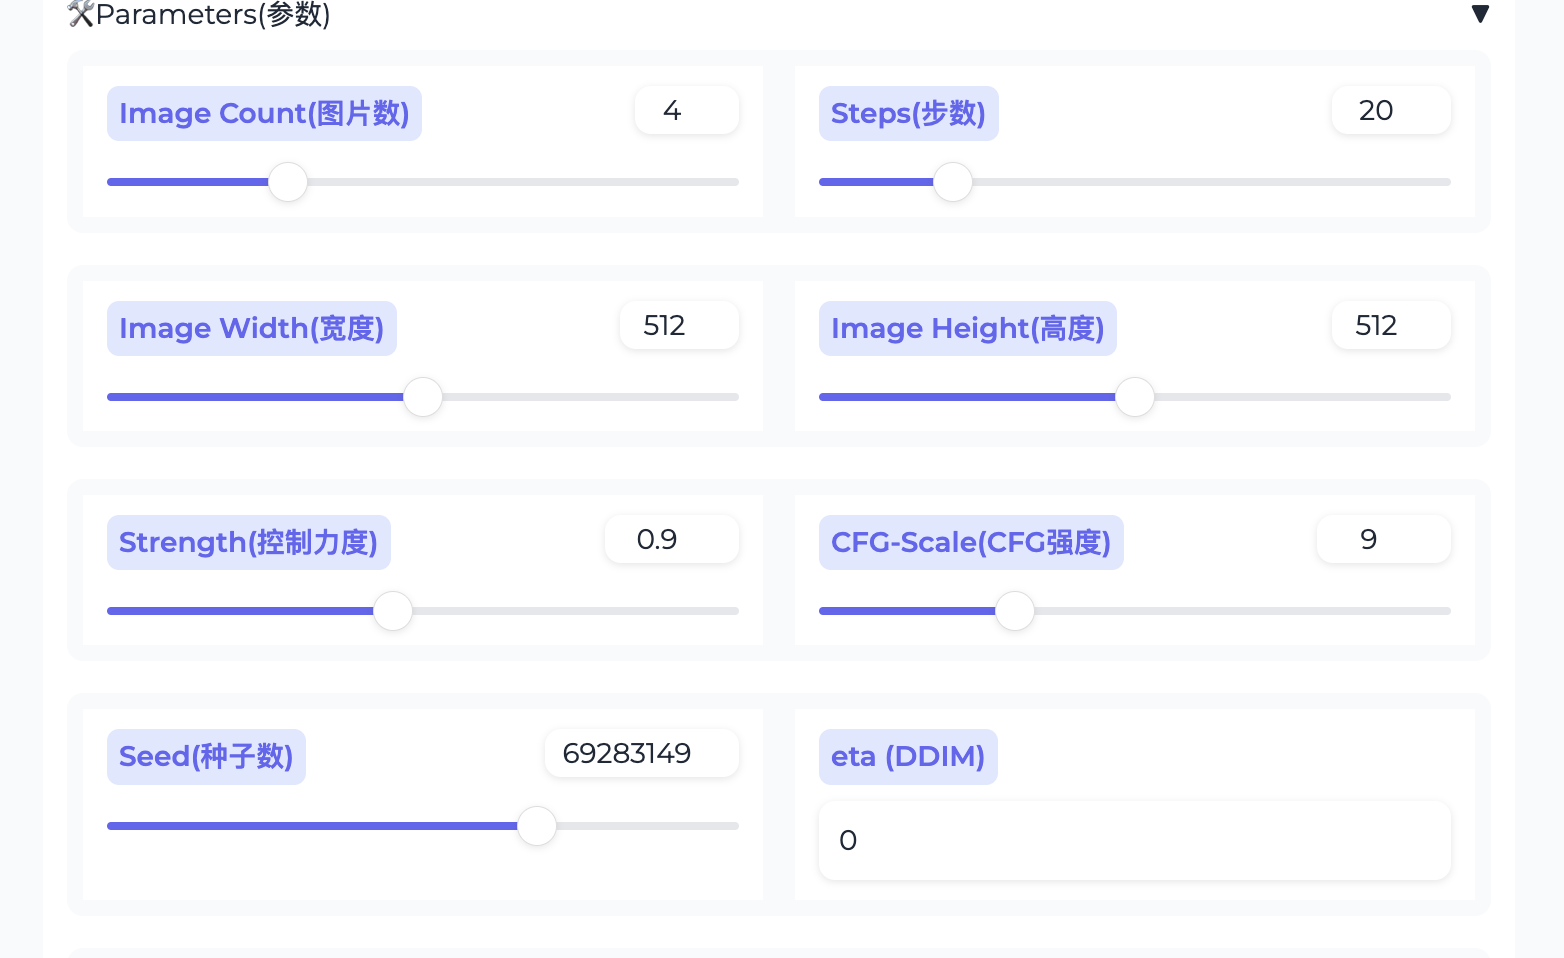 🛠Parameters(参数)
▼
Image Count(图片数)
4
Steps(步数)
20
Image Width(宽度)
512
Image Height(高度)
512
Strength(控制力度)
0.9
CFG-Scale(CFG强度)
9
Seed(种子数)
69283149
eta (DDIM)
0